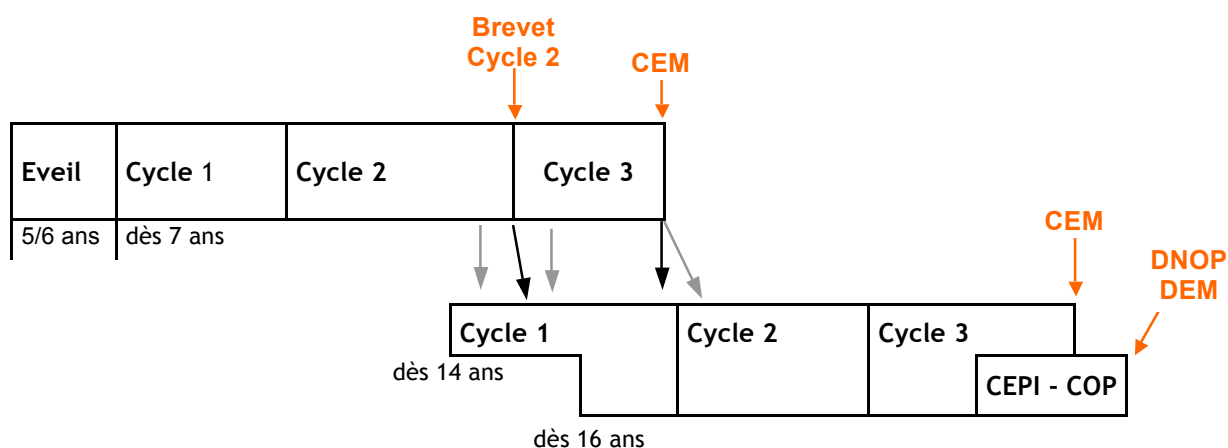 Brevet
Cycle 2
CEM
Eveil
Cycle 1
Cycle 2
Cycle 3
5/6 ans
dès 7 ans
CEM
DNOP
DEM
Cycle 1
Cycle 2
Cycle 3
dès 14 ans
CEPI - COP
dès 16 ans